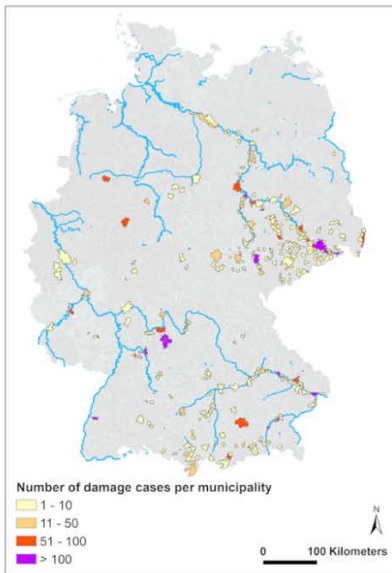 Number of damage cases per municipality
1 - 10
11 - 50
51 - 100
> 100
N
0 100 Kilometers